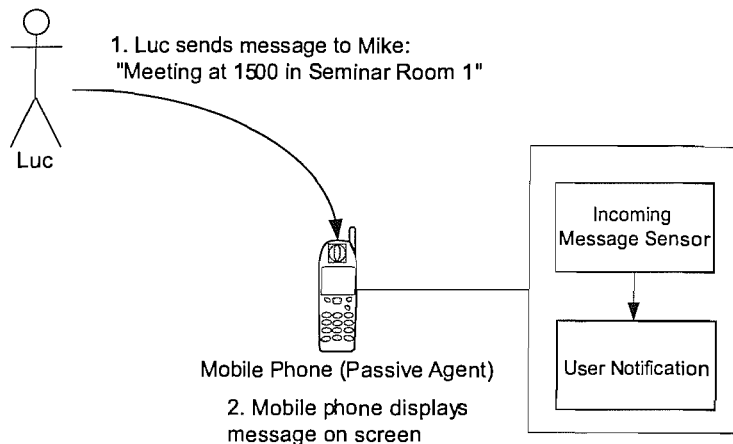 1. Luc sends message to Mike:
"Meeting at 1500 in Seminar Room 1"
Luc
Incoming
Message Sensor
User Notification
Mobile Phone (Passive Agent)
2. Mobile phone displays
message on screen